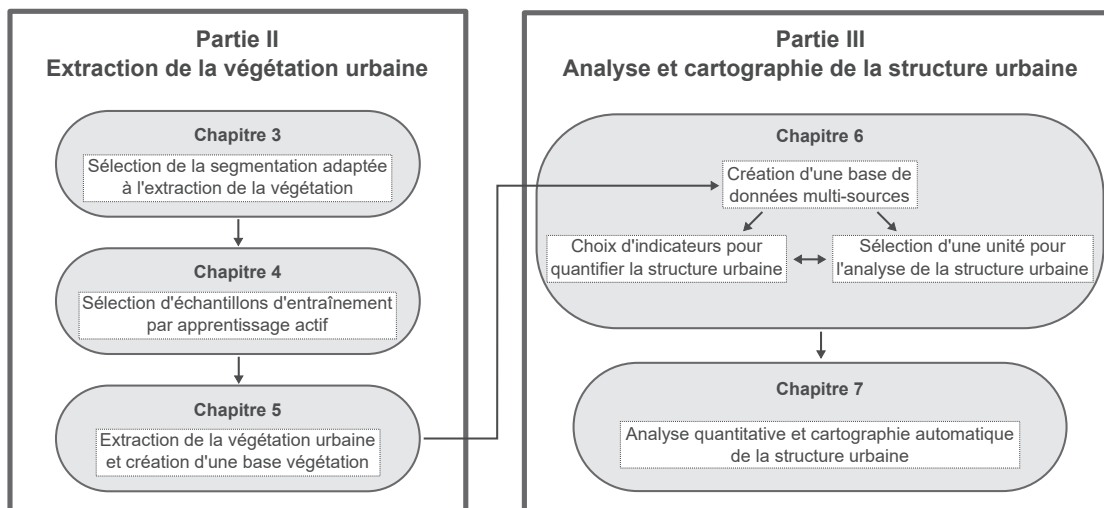 Partie II
Extraction de la végétation urbaine
Chapitre 3
Sélection de la segmentation adaptée
à l'extraction de la végétation
Chapitre 4
Sélection d'échantillons d'entraînement
par apprentissage actif
Chapitre 5
Extraction de la végétation urbaine
et création d'une base végétation
Partie III
Analyse et cartographie de la structure urbaine
Chapitre 6
Création d'une base de
données multi-sources
Choix d'indicateurs pour
quantifier la structure urbaine
Sélection d'une unité pour
l'analyse de la structure urbaine
Chapitre 7
Analyse quantitative et cartographie automatique
de la structure urbaine